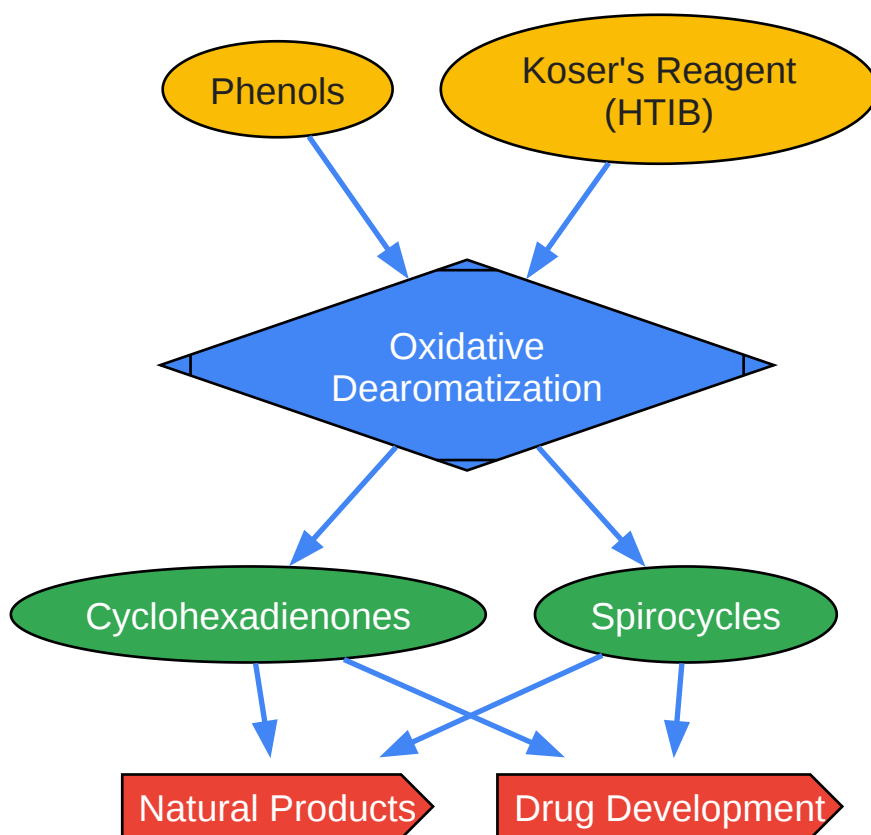 Phenols
Koser's Reagent
(HTIB)
Oxidative
Dearomatization
Cyclohexadienones
Spirocycles
Natural Products
Drug Development